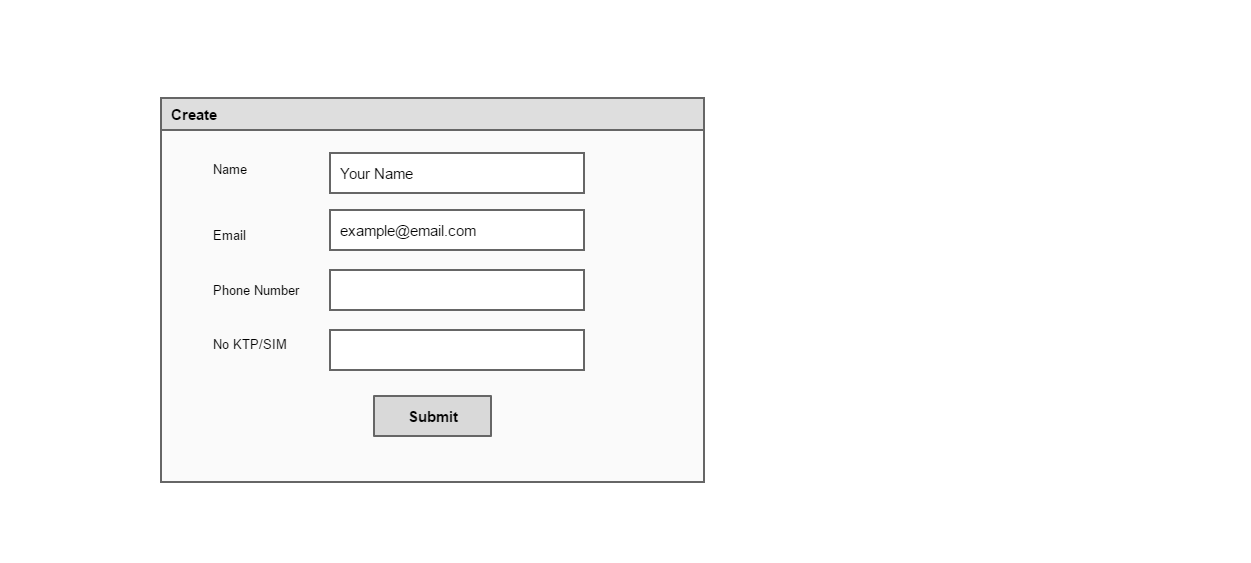 Create
Name
Your Name
Email
example@email.com
Phone Number
No KTP/SIM
Submit